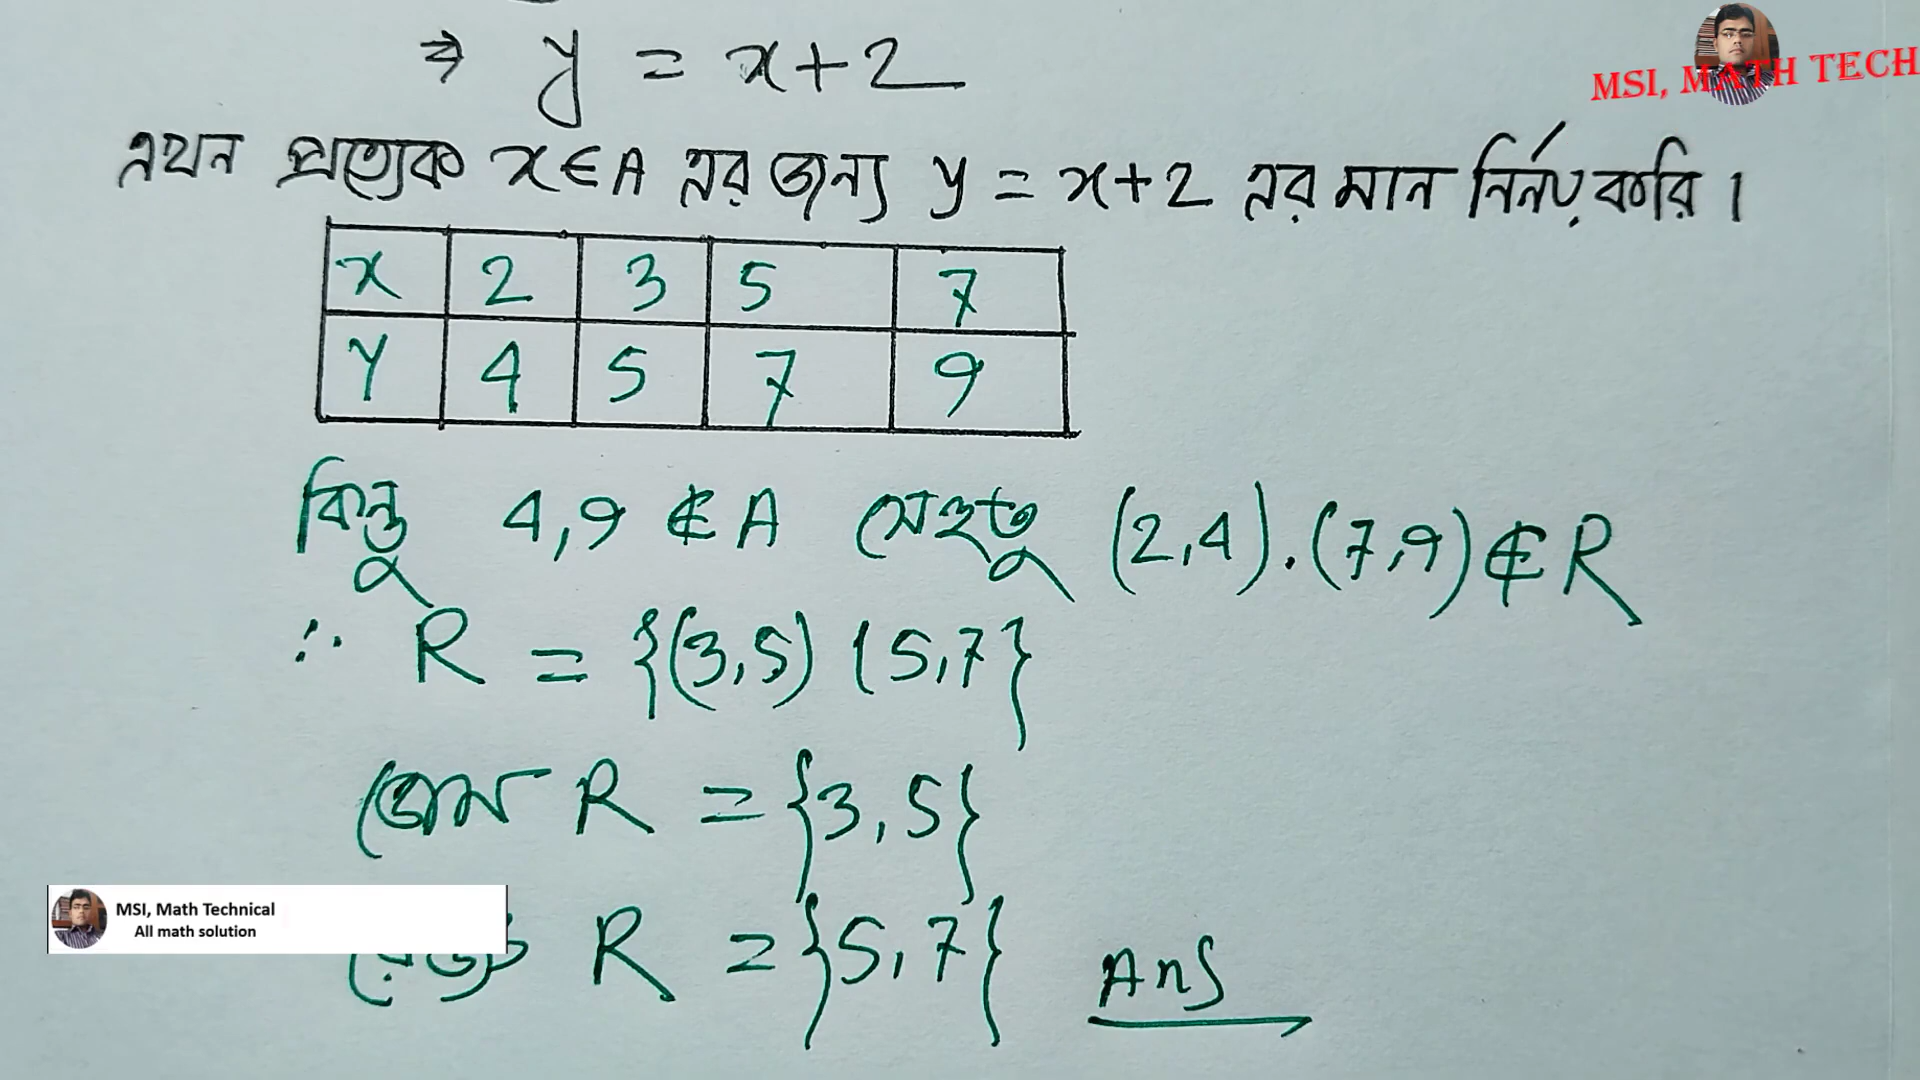 ⇒ y = x+2
MSI, MATH TECH
এখন প্রত্যেক x∈A এর জন্য y = x+2 এর মান নির্নয় করি।
x 2 3 5 7
y 4 5 7 9
কিন্তু 4,9 ∉ A সেহেতু (2,4).(7,9) ∉ R
∴ R = {(3,5) (5,7}
ডোম R = {3,5}
MSI, Math Technical
All math solution
R = {5,7} Ans